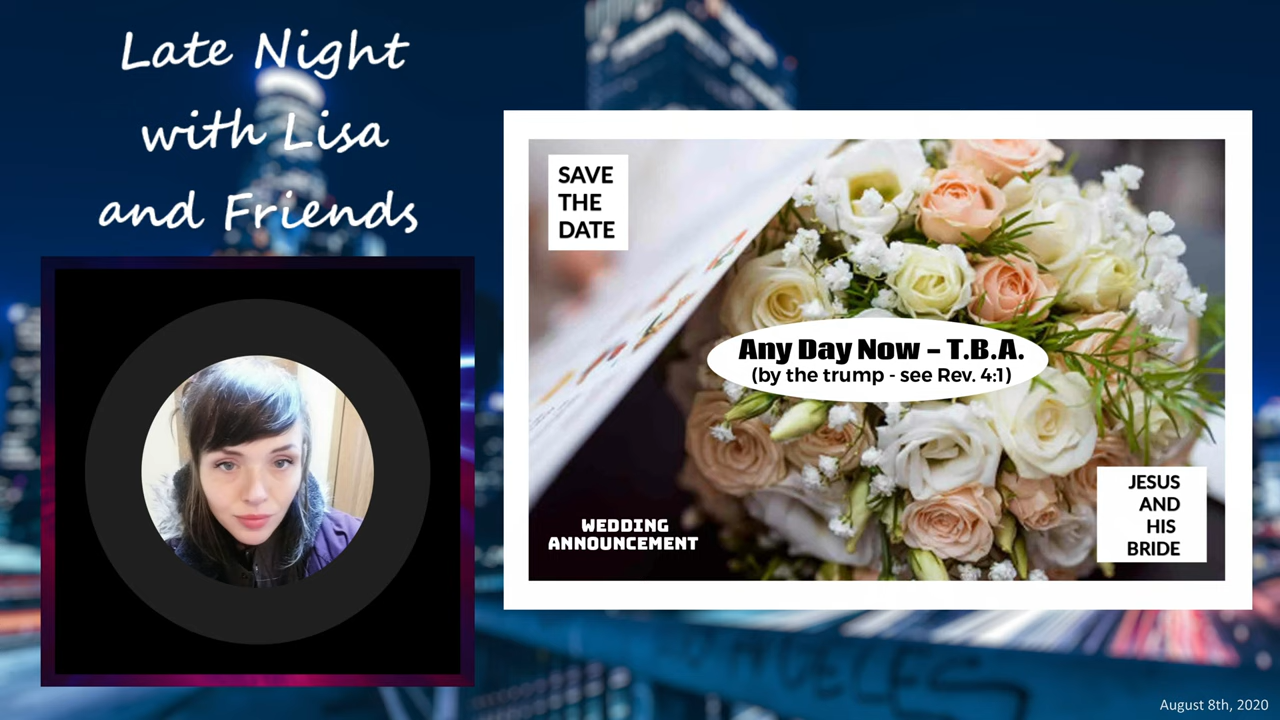 Late Night
with Lisa
and Friends
SAVE
THE
DATE
Any Day Now – T.B.A.
(by the trump - see Rev. 4:1)
WEDDING
ANNOUNCEMENT
JESUS
AND
HIS
BRIDE
August 8th, 2020